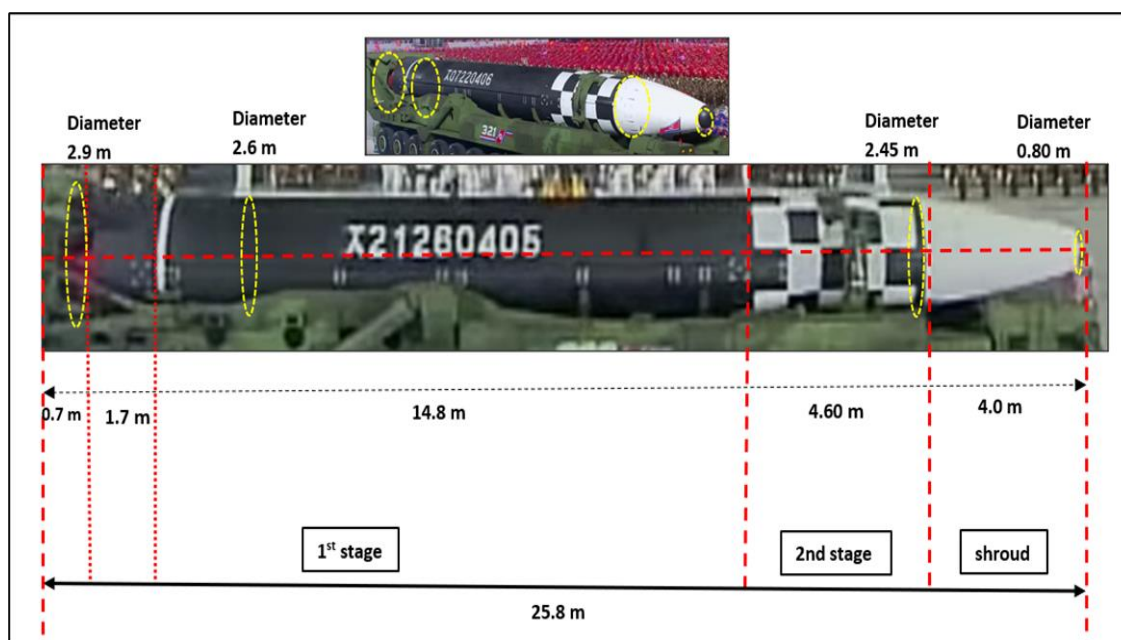 X07220406
321
Diameter
2.9 m
Diameter
2.6 m
Diameter
2.45 m
Diameter
0.80 m
X21260405
0.7 m
1.7 m
14.8 m
4.60 m
4.0 m
1st stage
2nd stage
shroud
25.8 m